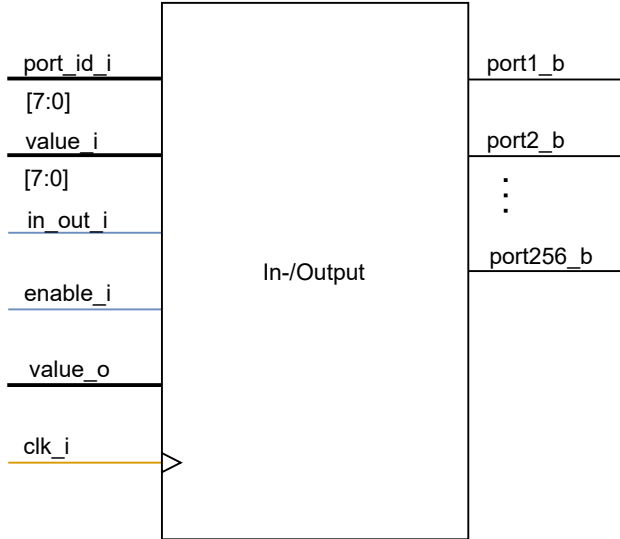 port_id_i
[7:0]
value_i
[7:0]
in_out_i
enable_i
value_o
clk_i
In-/Output
port1_b
port2_b
port256_b